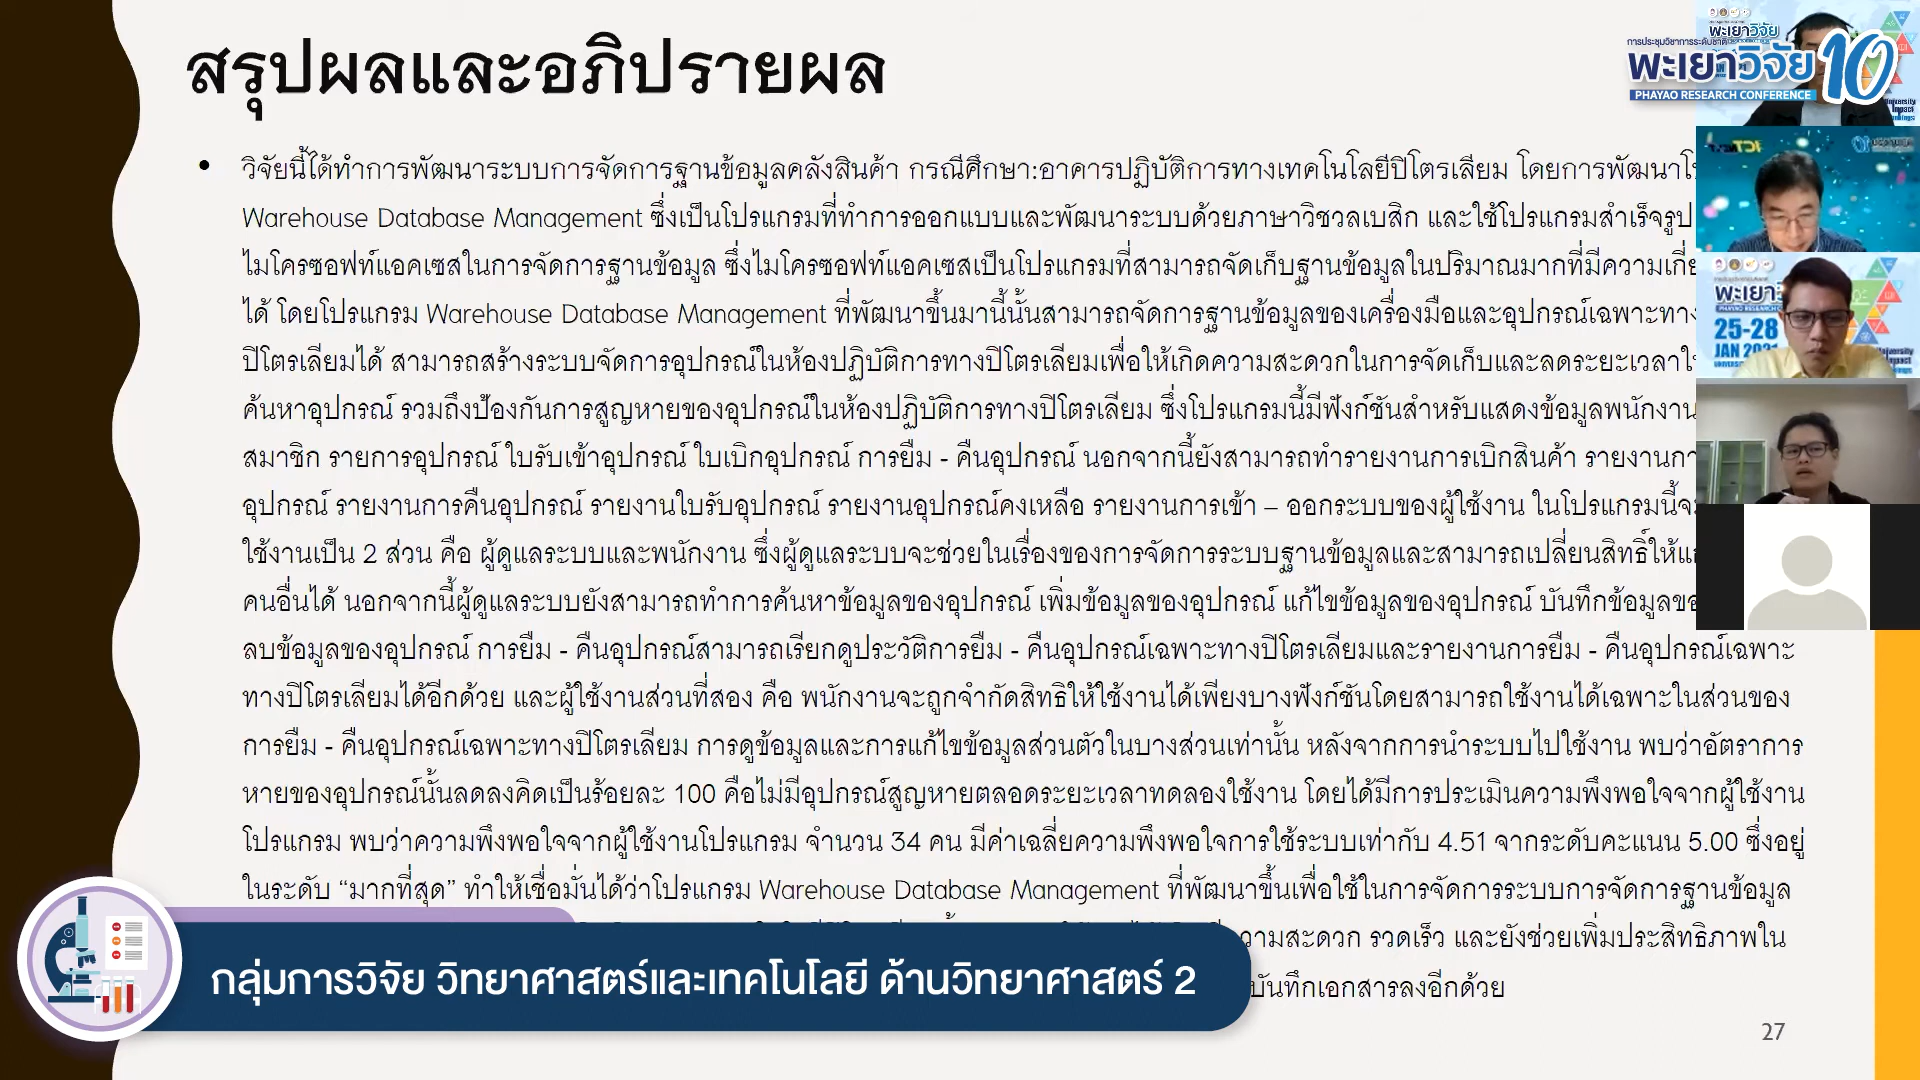 สรุปผลและอภิปรายผล
การประชุมวิชาการระดับชาติ
พะเยาวิจัย 10
PHAYAO RESEARCH CONFERENCE
• วิจัยนี้ได้ทำการพัฒนาระบบการจัดการฐานข้อมูลคลังสินค้า กรณีศึกษา:อาคารปฏิบัติการทางเทคโนโลยีปิโตรเลียม โดยการพัฒนา
Warehouse Database Management ซึ่งเป็นโปรแกรมที่ทำการออกแบบและพัฒนาระบบด้วยภาษาวิชวลเบสิก และใช้โปรแกรมสำเร็จรูป
ไมโครซอฟท์แอคเซสในการจัดการฐานข้อมูล ซึ่งไมโครซอฟท์แอคเซสเป็นโปรแกรมที่สามารถจัดเก็บฐานข้อมูลในปริมาณมากที่มีความ
ได้ โดยโปรแกรม Warehouse Database Management ที่พัฒนาขึ้นมานี้นั้นสามารถจัดการฐานข้อมูลของเครื่องมือและอุปกรณ์เฉพาะทาง
ปิโตรเลียมได้ สามารถสร้างระบบจัดการอุปกรณ์ในห้องปฏิบัติการทางปิโตรเลียมเพื่อให้เกิดความสะดวกในการจัดเก็บและลดระยะเวลา
ค้นหาอุปกรณ์ รวมถึงป้องกันการสูญหายของอุปกรณ์ในห้องปฏิบัติการทางปิโตรเลียม ซึ่งโปรแกรมนี้มีฟังก์ชันสำหรับแสดงข้อมูลพนักงาน
สมาชิก รายการอุปกรณ์ ใบรับเข้าอุปกรณ์ ใบเบิกอุปกรณ์ การยืม - คืนอุปกรณ์ นอกจากนี้ยังสามารถทำรายงานการเบิกสินค้า รายงาน
อุปกรณ์ รายงานการคืนอุปกรณ์ รายงานใบรับอุปกรณ์ รายงานอุปกรณ์คงเหลือ รายงานการเข้า – ออกระบบของผู้ใช้งาน ในโปรแกรมนี้
ใช้งานเป็น 2 ส่วน คือ ผู้ดูแลระบบและพนักงาน ซึ่งผู้ดูแลระบบจะช่วยในเรื่องของการจัดการระบบฐานข้อมูลและสามารถเปลี่ยนสิทธิ์ให้
คนอื่นได้ นอกจากนี้ผู้ดูแลระบบยังสามารถทำการค้นหาข้อมูลของอุปกรณ์ เพิ่มข้อมูลของอุปกรณ์ แก้ไขข้อมูลของอุปกรณ์ บันทึกข้อมูล
ลบข้อมูลของอุปกรณ์ การยืม - คืนอุปกรณ์สามารถเรียกดูประวัติการยืม - คืนอุปกรณ์เฉพาะทางปิโตรเลียมและรายงานการยืม - คืนอุปกรณ์เฉพาะ
ทางปิโตรเลียมได้อีกด้วย และผู้ใช้งานส่วนที่สอง คือ พนักงานจะถูกจำกัดสิทธิให้ใช้งานได้เพียงบางฟังก์ชันโดยสามารถใช้งานได้เฉพาะในส่วนของ
การยืม - คืนอุปกรณ์เฉพาะทางปิโตรเลียม การดูข้อมูลและการแก้ไขข้อมูลส่วนตัวในบางส่วนเท่านั้น หลังจากการนำระบบไปใช้งาน พบว่าอัตราการ
หายของอุปกรณ์นั้นลดลงคิดเป็นร้อยละ 100 คือไม่มีอุปกรณ์สูญหายตลอดระยะเวลาทดลองใช้งาน โดยได้มีการประเมินความพึงพอใจจากผู้ใช้งาน
โปรแกรม พบว่าความพึงพอใจจากผู้ใช้งานโปรแกรม จำนวน 34 คน มีค่าเฉลี่ยความพึงพอใจการใช้ระบบเท่ากับ 4.51 จากระดับคะแนน 5.00 ซึ่งอยู่
ในระดับ “มากที่สุด” ทำให้เชื่อมั่นได้ว่าโปรแกรม Warehouse Database Management ที่พัฒนาขึ้นเพื่อใช้ในการจัดการระบบการจัดการฐานข้อมูล
สะดวก รวดเร็ว และยังช่วยเพิ่มประสิทธิภาพใน
บันทึกเอกสารลงอีกด้วย
25-28
กลุ่มการวิจัย วิทยาศาสตร์และเทคโนโลยี ด้านวิทยาศาสตร์ 2
27